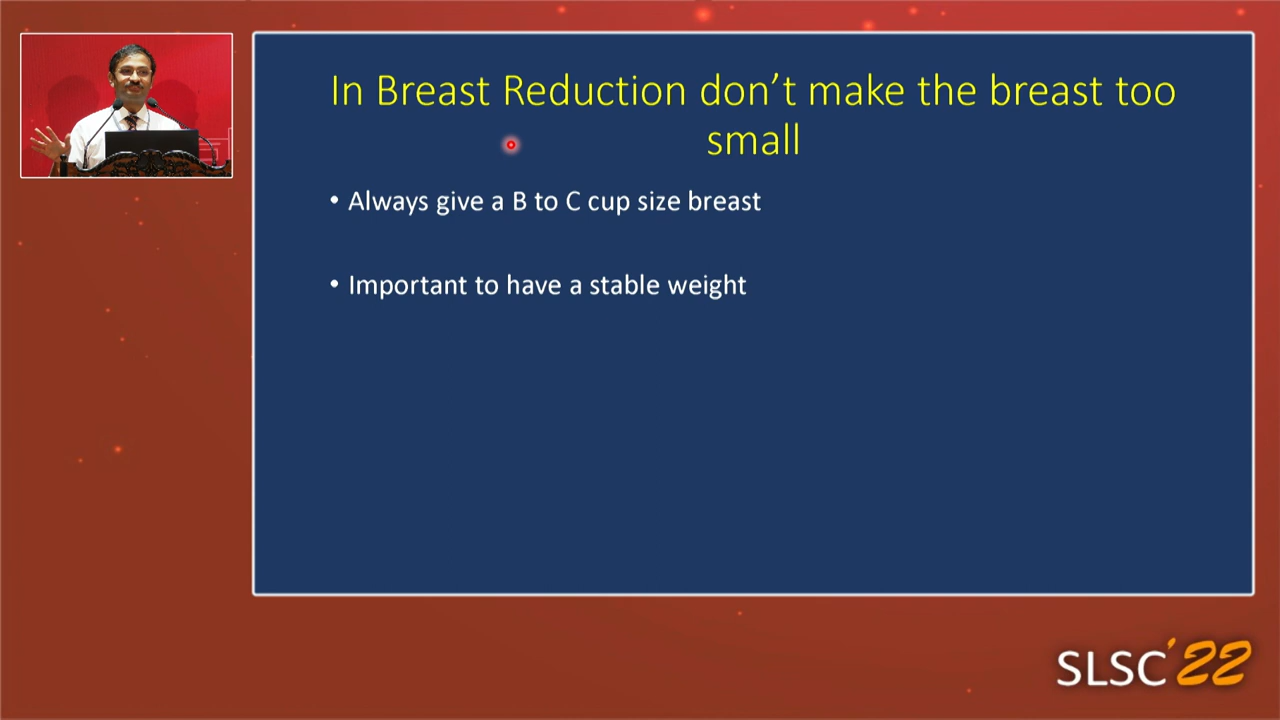 In Breast Reduction don’t make the breast too
small
• Always give a B to C cup size breast
• Important to have a stable weight
SLSC'22